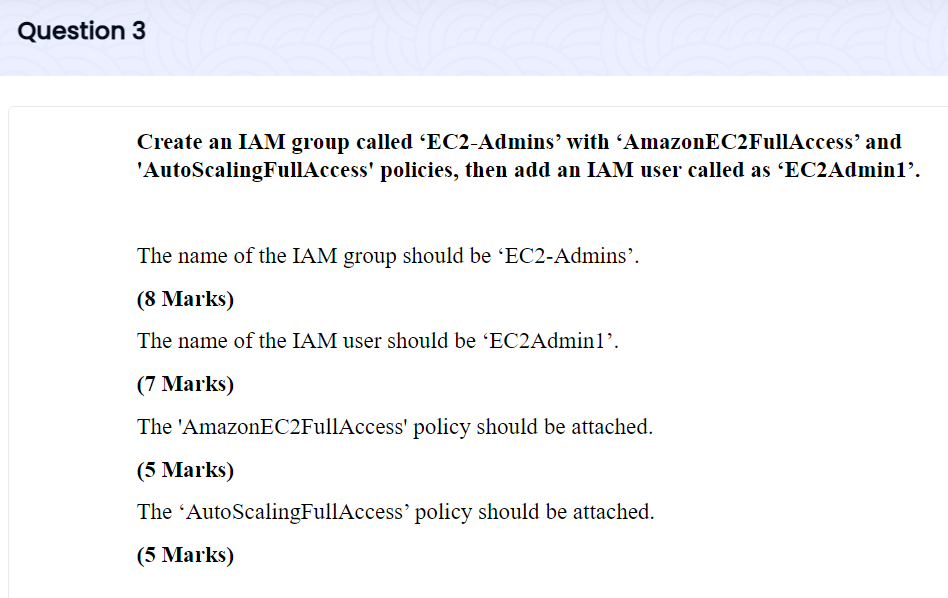 Question 3
Create an IAM group called ‘EC2-Admins’ with ‘AmazonEC2FullAccess’ and
'AutoScalingFullAccess' policies, then add an IAM user called as ‘EC2Admin1’.
The name of the IAM group should be ‘EC2-Admins’.
(8 Marks)
The name of the IAM user should be ‘EC2Admin1’.
(7 Marks)
The 'AmazonEC2FullAccess' policy should be attached.
(5 Marks)
The ‘AutoScalingFullAccess’ policy should be attached.
(5 Marks)